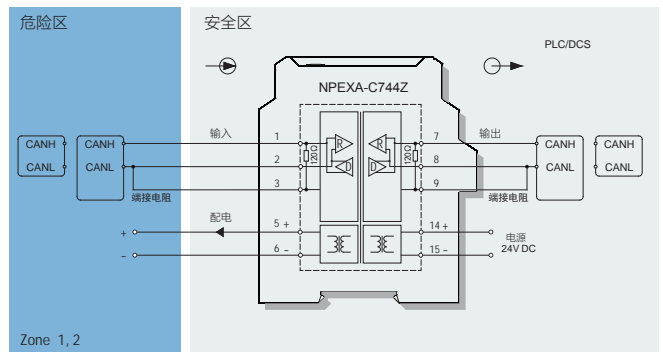 危险区
安全区
PLC/DCS
NPEXA-C744Z
CANH
CANL
CANH
CANL
输入
1
2
3
端接电阻
120Ω
R
D
R
D
120Ω
7
8
9
输出
端接电阻
CANH
CANL
CANH
CANL
配电
+
-
5 +
6 -
14 +
15 -
电源
24V DC
Zone 1, 2